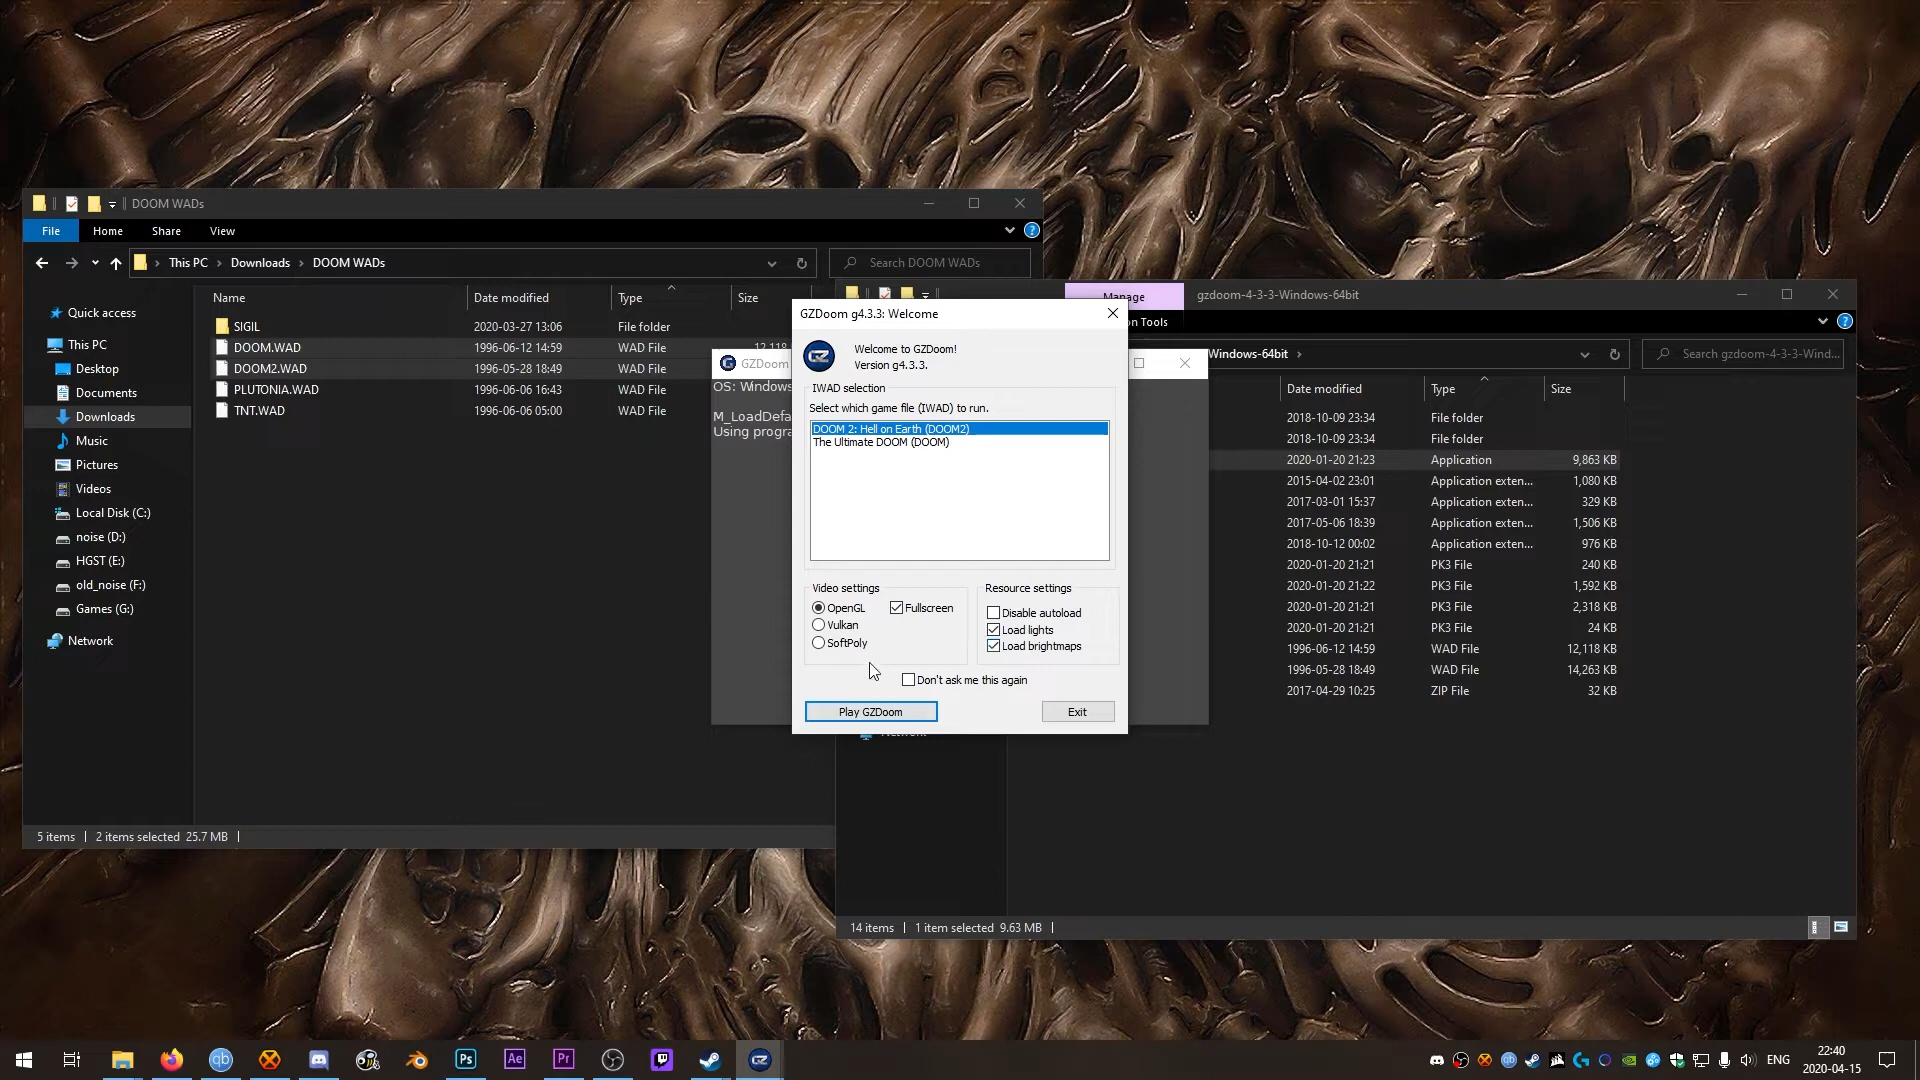 DOOM WADs
File
Home
Share
View
This PC
Downloads
DOOM WADs
Search DOOM WADs
Name
Date modified
Type
Size
Quick access
This PC
Desktop
Documents
Downloads
Music
Pictures
Videos
Local Disk (C:)
noise (D:)
HGST (E:)
old_noise (F:)
Games (G:)
Network
SIGIL 2020-03-27 13:06 File folder
DOOM.WAD 1996-06-12 14:59 WAD File 12,118
DOOM2.WAD 1996-05-28 18:49 WAD File
PLUTONIA.WAD 1996-06-06 16:43 WAD File
TNT.WAD 1996-06-06 05:00 WAD File
5 items
2 items selected 25.7 MB
GZDoom
OS: Windows
M_LoadDefa
Using progra
GZDoom g4.3.3: Welcome
Welcome to GZDoom!
Version g4.3.3.
IWAD selection
Select which game file (IWAD) to run.
DOOM 2: Hell on Earth (DOOM2)
The Ultimate DOOM (DOOM)
Video settings
OpenGL
Fullscreen
Vulkan
SoftPoly
Resource settings
Disable autoload
Load lights
Load brightmaps
Don't ask me this again
Play GZDoom
Exit
Manage
gzdoom-4-3-3-Windows-64bit
on Tools
Windows-64bit
Search gzdoom-4-3-3-Wind...
Date modified
Type
Size
2018-10-09 23:34 File folder
2018-10-09 23:34 File folder
2020-01-20 21:23 Application 9,863 KB
2015-04-02 23:01 Application exten... 1,080 KB
2017-03-01 15:37 Application exten... 329 KB
2017-05-06 18:39 Application exten... 1,506 KB
2018-10-12 00:02 Application exten... 976 KB
2020-01-20 21:21 PK3 File 240 KB
2020-01-20 21:22 PK3 File 1,592 KB
2020-01-20 21:21 PK3 File 2,318 KB
2020-01-20 21:21 PK3 File 24 KB
1996-06-12 14:59 WAD File 12,118 KB
1996-05-28 18:49 WAD File 14,263 KB
2017-04-29 10:25 ZIP File 32 KB
Network
14 items
1 item selected 9.63 MB
qb
Ps
Ae
Pr
GZ
ENG
22:40
2020-04-15